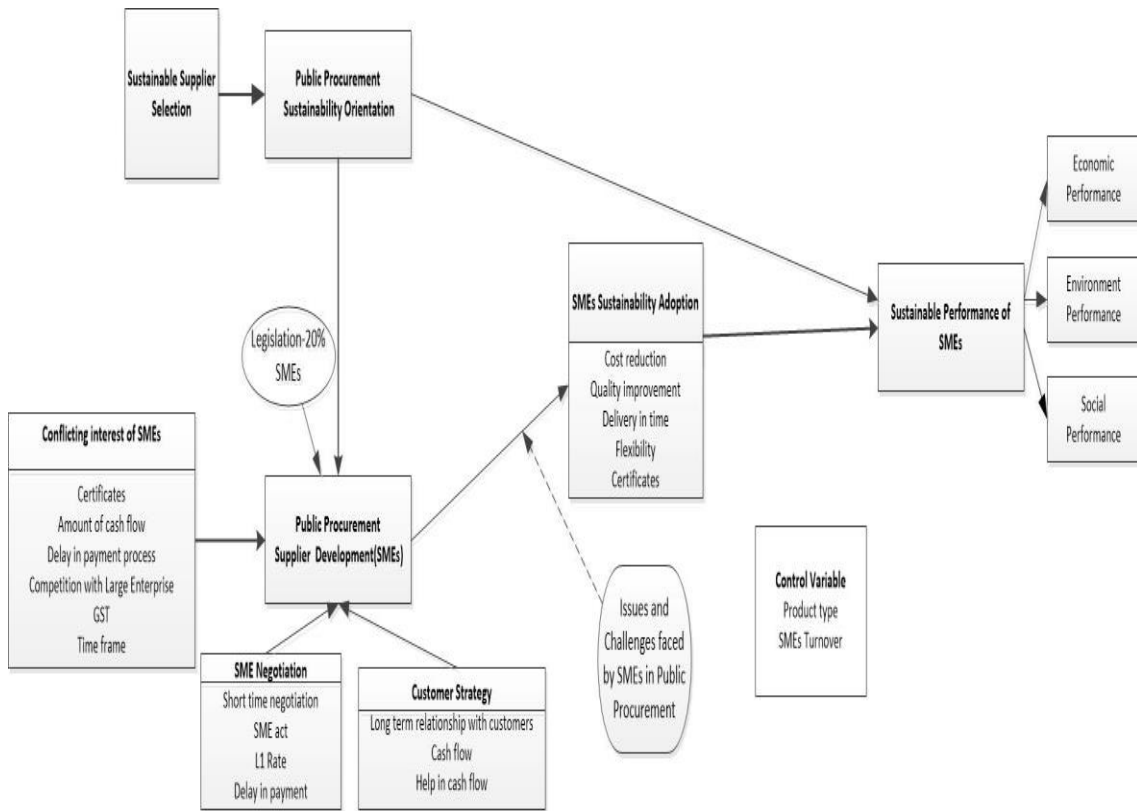 Sustainable Supplier
Selection
Public Procurement
Sustainability Orientation
Economic
Performance
Environment
Performance
Social
Performance
Sustainable Performance of
SMEs
SMEs Sustainability Adoption
Cost reduction
Quality improvement
Delivery in time
Flexibility
Certificates
Legislation-20%
SMEs
Conflicting interest of SMEs
Certificates
Amount of cash flow
Delay in payment process
Competition with Large Enterprise
GST
Time frame
Public Procurement
Supplier Development(SMEs)
SME Negotiation
Short time negotiation
SME act
L1 Rate
Delay in payment
Customer Strategy
Long term relationship with customers
Cash flow
Help in cash flow
Issues and
Challenges faced
by SMEs in Public
Procurement
Control Variable
Product type
SMEs Turnover